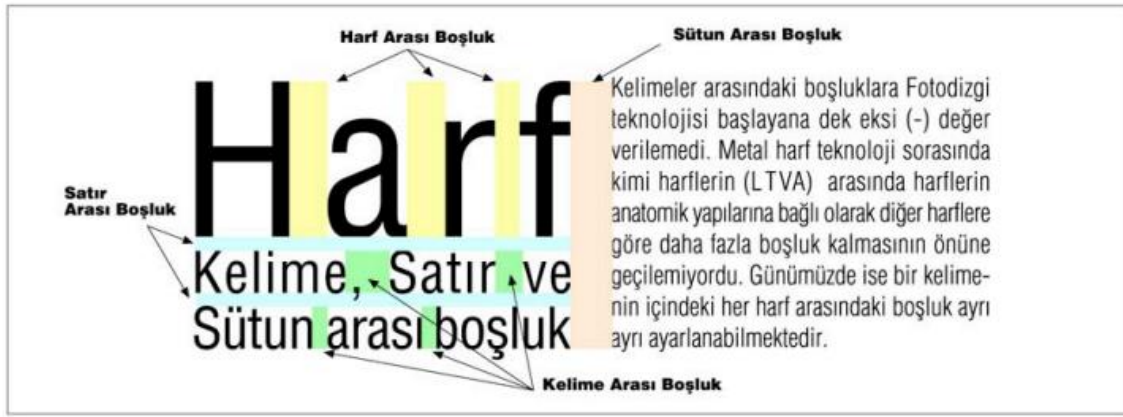 Harf Arası Boşluk
Sütun Arası Boşluk
Harf
Satır
Arası Boşluk
Kelime, Satır ve
Sütun arası boşluk
Kelimeler arasındaki boşluklara Fotodizgi
teknolojisi başlayana dek eksi (-) değer
verilemedi. Metal harf teknoloji sorasında
kimi harflerin (LTVA) arasında harflerin
anatomik yapılarına bağlı olarak diğer harflere
göre daha fazla boşluk kalmasının önüne
geçilemiyordu. Günümüzde ise bir kelime-
nin içindeki her harf arasındaki boşluk ayrı
ayrı ayarlanabilmektedir.
Kelime Arası Boşluk